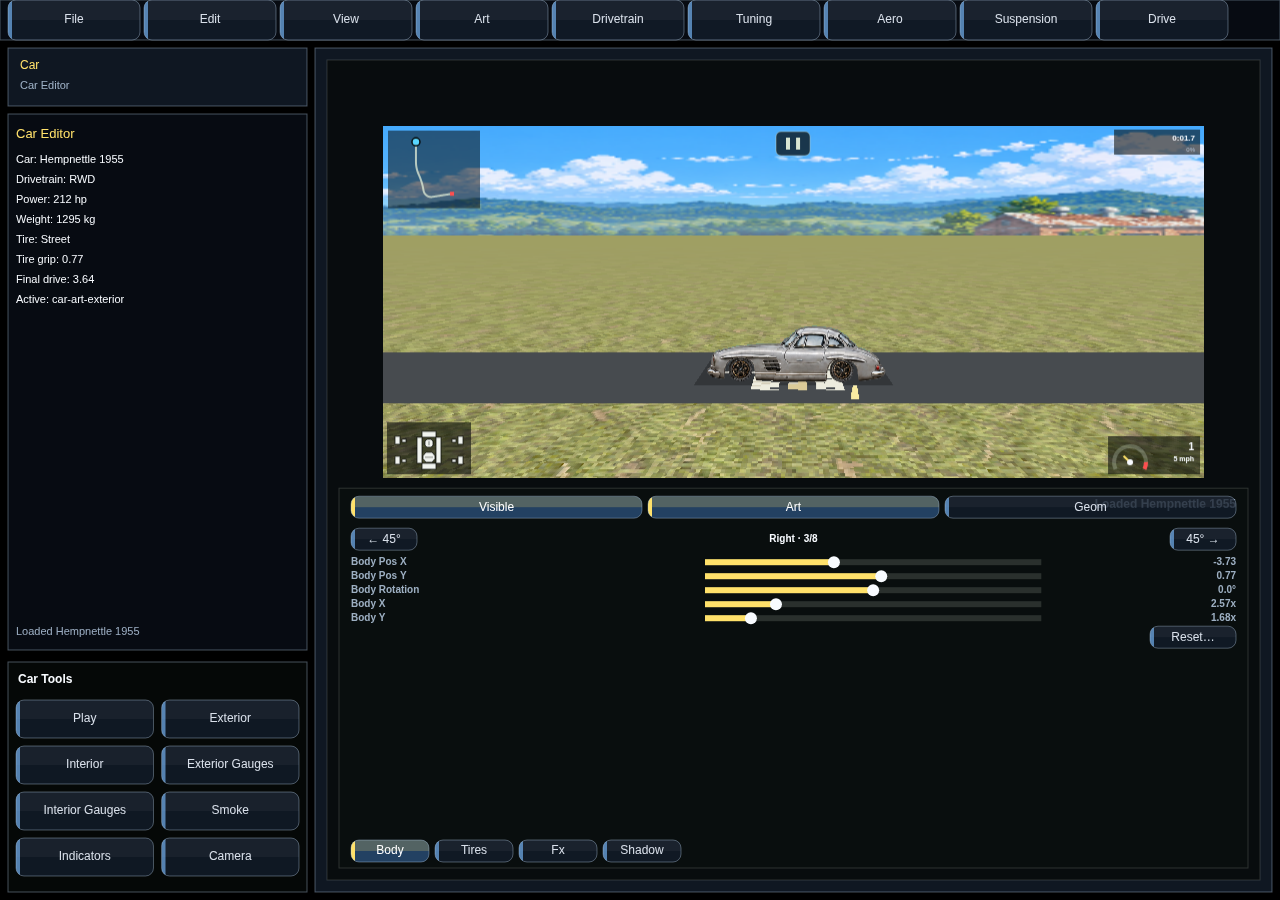 File
Edit
View
Art
Drivetrain
Tuning
Aero
Suspension
Drive
Car
Car Editor
Car Editor
Car: Hempnettle 1955
Drivetrain: RWD
Power: 212 hp
Weight: 1295 kg
Tire: Street
Tire grip: 0.77
Final drive: 3.64
Active: car-art-exterior
Loaded Hempnettle 1955
Car Tools
Play
Exterior
Interior
Exterior Gauges
Interior Gauges
Smoke
Indicators
Camera
0:01.7
0%
1
5 mph
Visible
Art
Geom
Loaded Hempnettle 1955
← 45°
Right · 3/8
45° →
Body Pos X -3.73
Body Pos Y 0.77
Body Rotation 0.0°
Body X 2.57x
Body Y 1.68x
Reset…
Body
Tires
Fx
Shadow